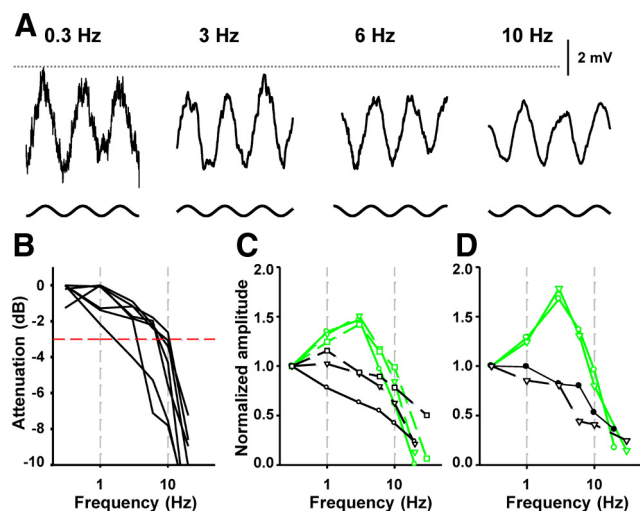 A
0.3 Hz 3 Hz 6 Hz 10 Hz
2 mV
B C D
0 -2 -4 -6 -8 -10
Attenuation (dB)
1 10
Frequency (Hz)
2.0 1.5 1.0 0.5 0.0
Normalized amplitude
1 10
Frequency (Hz)
2.0 1.5 1.0 0.5 0.0
1 10
Frequency (Hz)